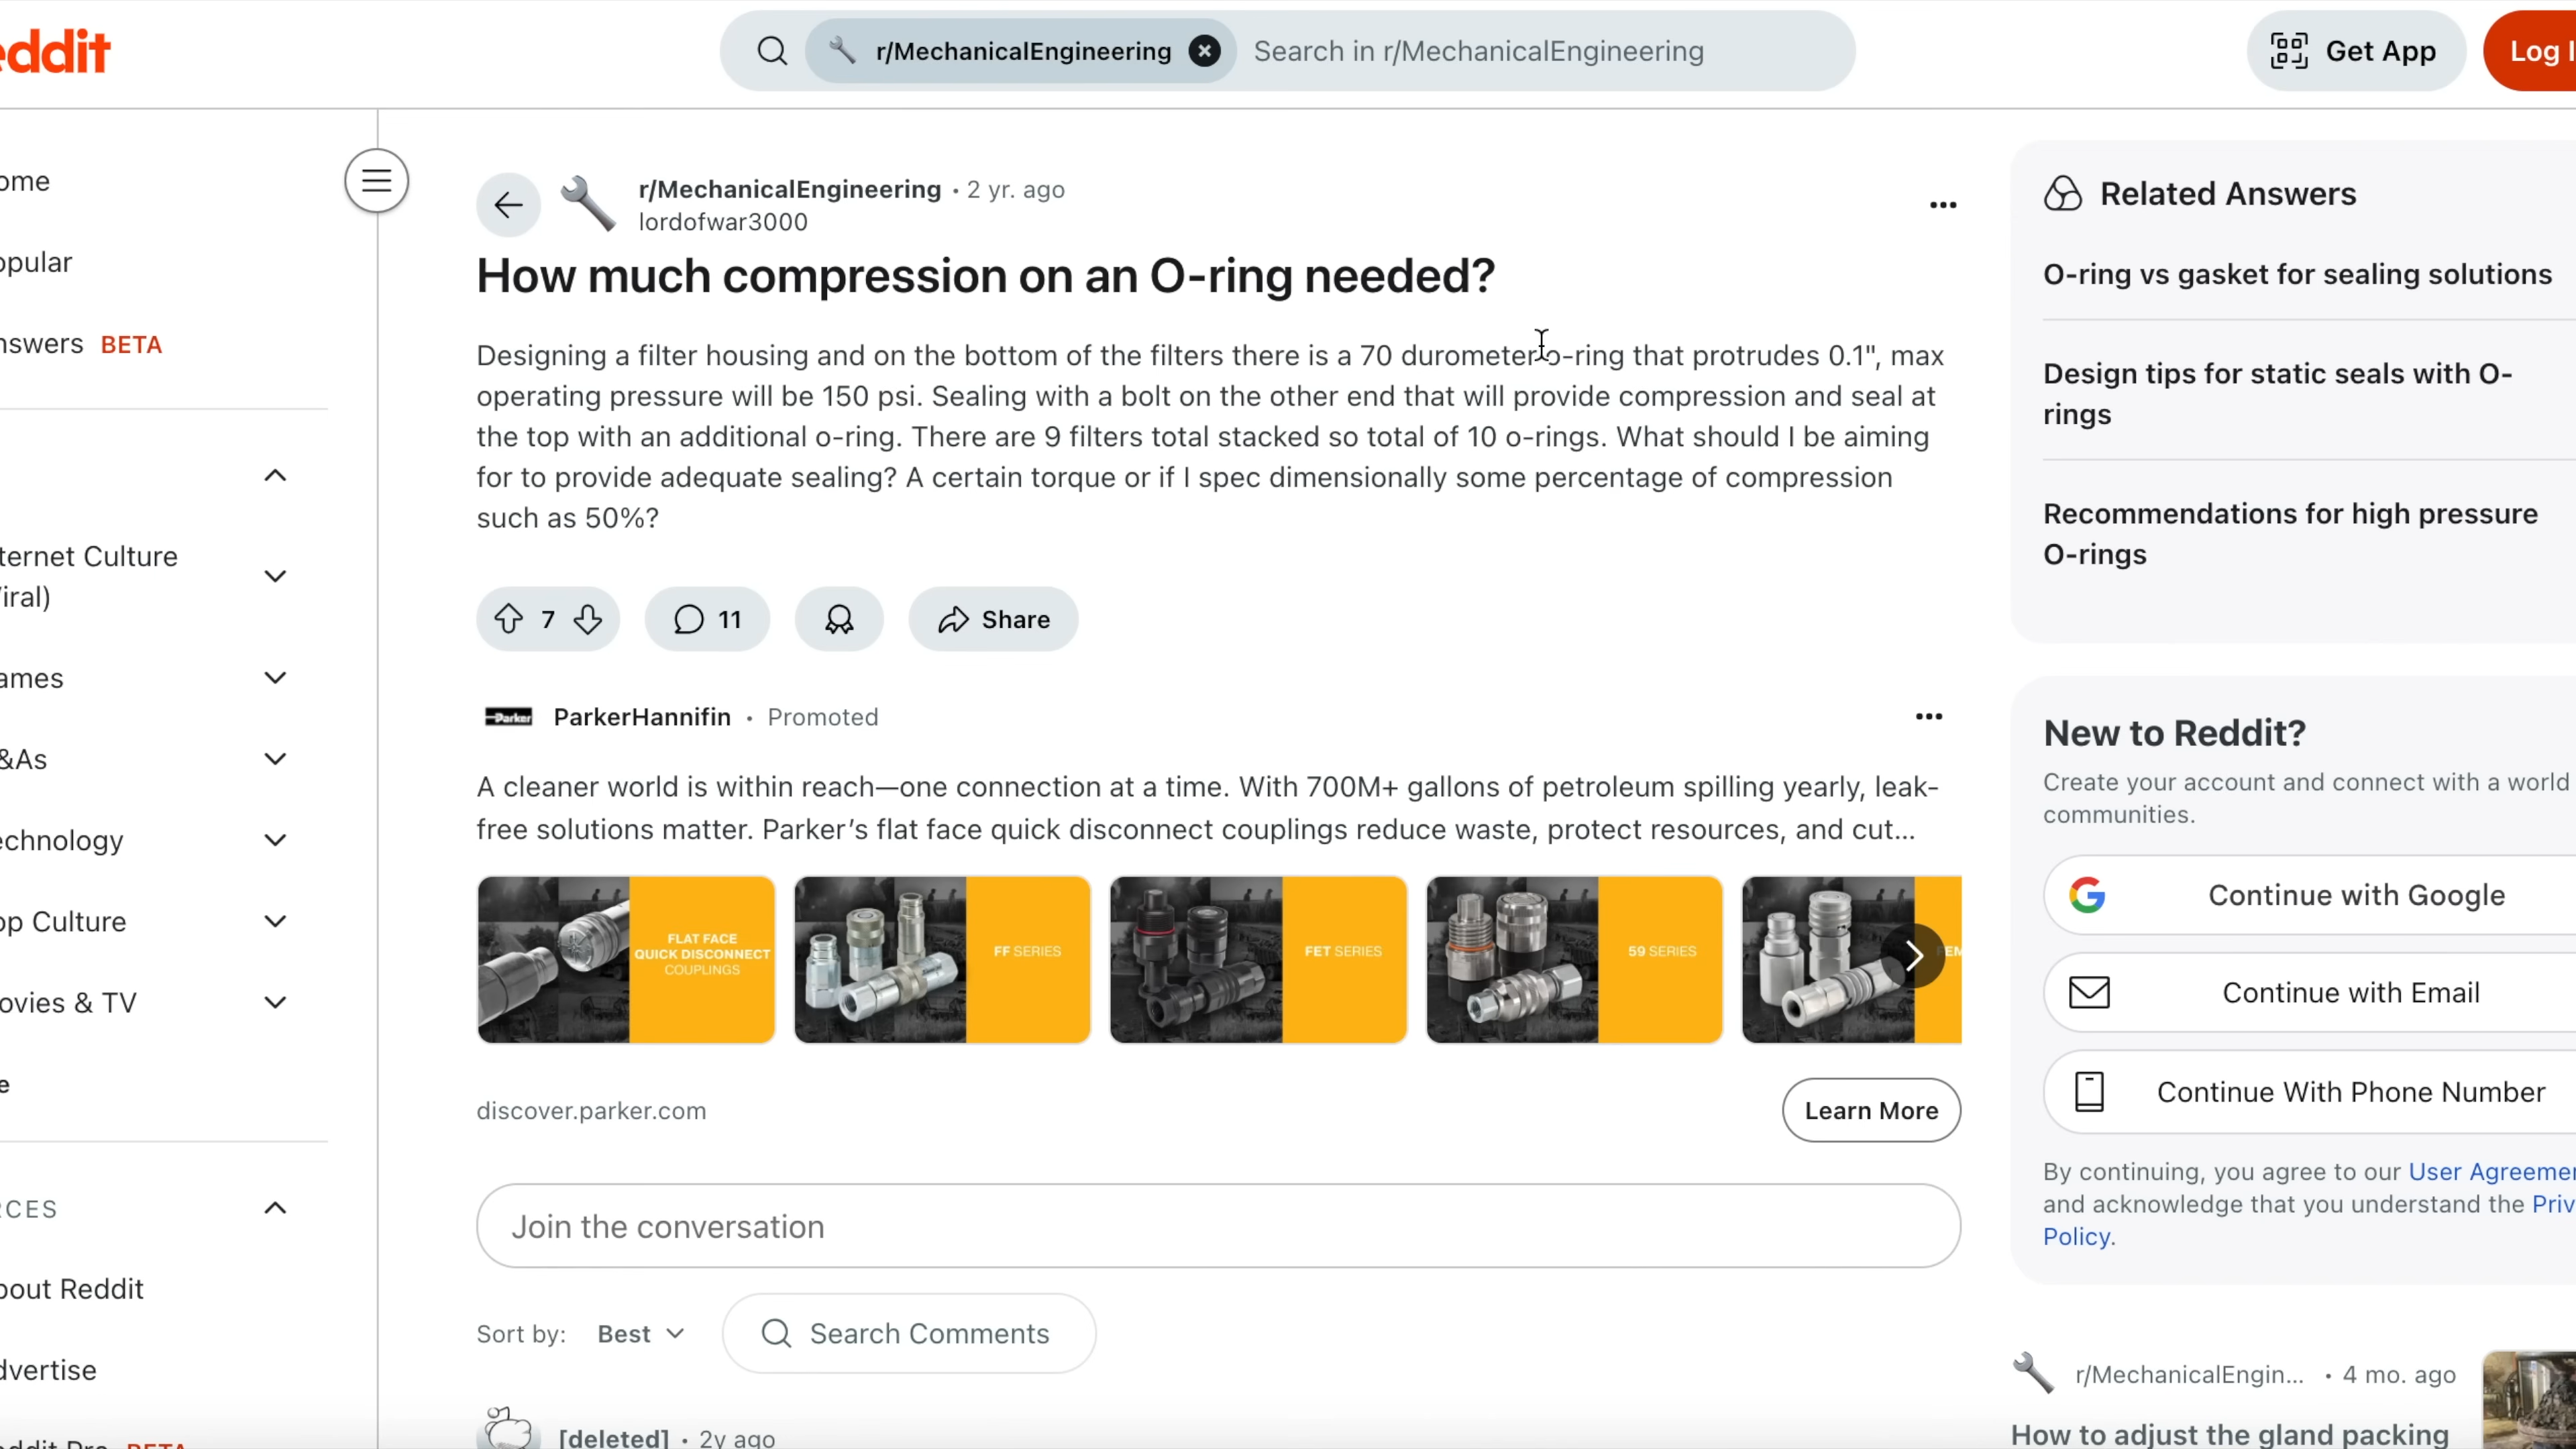 eddit
r/MechanicalEngineering
Search in r/MechanicalEngineering
Get App
Log I
ome
opular
nswers BETA
ternet Culture
iral)
ames
&As
echnology
op Culture
ovies & TV
e
RCES
bout Reddit
dvertise
ddit Pro BETA
r/MechanicalEngineering • 2 yr. ago
lordofwar3000
How much compression on an O-ring needed?
Designing a filter housing and on the bottom of the filters there is a 70 durometer o-ring that protrudes 0.1", max
operating pressure will be 150 psi. Sealing with a bolt on the other end that will provide compression and seal at
the top with an additional o-ring. There are 9 filters total stacked so total of 10 o-rings. What should I be aiming
for to provide adequate sealing? A certain torque or if I spec dimensionally some percentage of compression
such as 50%?
7
11
Share
Parker
ParkerHannifin • Promoted
A cleaner world is within reach—one connection at a time. With 700M+ gallons of petroleum spilling yearly, leak-
free solutions matter. Parker’s flat face quick disconnect couplings reduce waste, protect resources, and cut...
FLAT FACE
QUICK DISCONNECT
COUPLINGS
FF SERIES
FET SERIES
59 SERIES
FEM
discover.parker.com
Learn More
Join the conversation
Sort by: Best
Search Comments
[deleted] • 2y ago
Related Answers
O-ring vs gasket for sealing solutions
Design tips for static seals with O-
rings
Recommendations for high pressure
O-rings
New to Reddit?
Create your account and connect with a world
communities.
Continue with Google
Continue with Email
Continue With Phone Number
By continuing, you agree to our User Agreemen
and acknowledge that you understand the Priv
Policy.
r/MechanicalEngin... • 4 mo. ago
How to adjust the gland packing